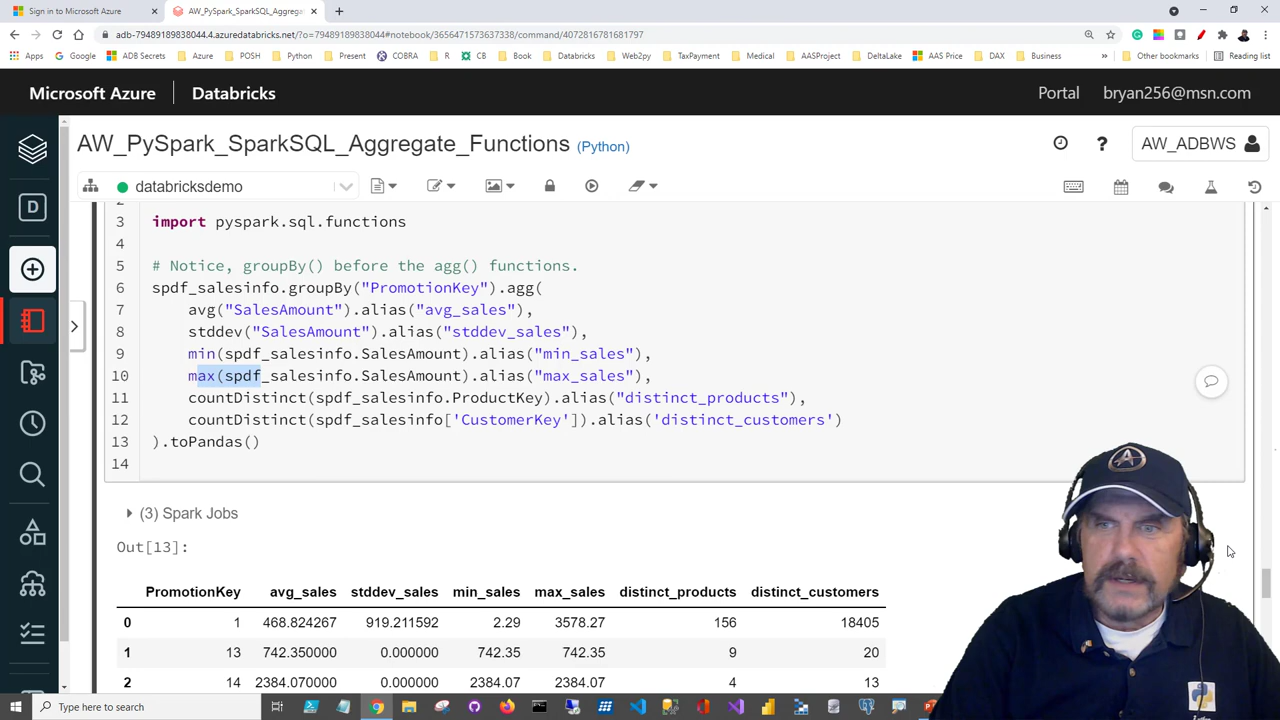 Sign in to Microsoft Azure
AW_PySpark_SparkSQL_Aggregate
adb-79489189838044.4.azuredatabricks.net/?o=79489189838044#notebook/3656471573637338/command/4072816781681797
Apps
Google
ADB Secrets
Azure
POSH
Python
Present
COBRA
R
CB
Book
Databricks
Web2py
TaxPayment
Medical
AASProject
DeltaLake
AAS Price
DAX
Business
Other bookmarks
Reading list
Microsoft Azure
Databricks
Portal
bryan256@msn.com
AW_PySpark_SparkSQL_Aggregate_Functions (Python)
AW_ADBWS
databricksdemo
2
3 import pyspark.sql.functions
4
5 # Notice, groupBy() before the agg() functions.
6 spdf_salesinfo.groupBy("PromotionKey").agg(
7 avg("SalesAmount").alias("avg_sales"),
8 stddev("SalesAmount").alias("stddev_sales"),
9 min(spdf_salesinfo.SalesAmount).alias("min_sales"),
10 max(spdf_salesinfo.SalesAmount).alias("max_sales"),
11 countDistinct(spdf_salesinfo.ProductKey).alias("distinct_products"),
12 countDistinct(spdf_salesinfo['CustomerKey']).alias('distinct_customers')
13 ).toPandas()
14
(3) Spark Jobs
Out[13]:
PromotionKey avg_sales stddev_sales min_sales max_sales distinct_products distinct_customers
0 1 468.824267 919.211592 2.29 3578.27 156 18405
1 13 742.350000 0.000000 742.35 742.35 9 20
2 14 2384.070000 0.000000 2384.07 2384.07 4 13
Type here to search